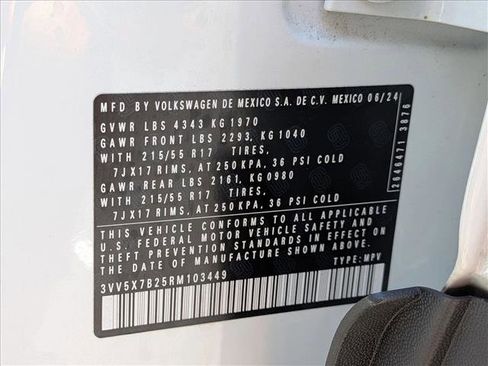 MFD BY VOLKSWAGEN DE MEXICO S.A. DE C.V. MEXICO 06/24
GVWR LBS 4343 KG 1970
GAWR FRONT LBS 2293, KG 1040
WITH 215/55 R17 TIRES,
7JX17 RIMS, AT 250 KPA, 36 PSI COLD
GAWR REAR LBS 2161, KG0980
WITH 215/55 R17 TIRES,
7JX17 RIMS, AT 250 KPA, 36 PSI COLD
THIS VEHICLE CONFORMS TO ALL APPLICABLE
U.S. FEDERAL MOTOR VEHICLE SAFETY AND
THEFT PREVENTION STANDARDS IN EFFECT
ON THE DATE OF MANUFACTURE SHOWN ABOVE.
3VV5X7B25RM103449 TYPE: MPV
2646471 3876